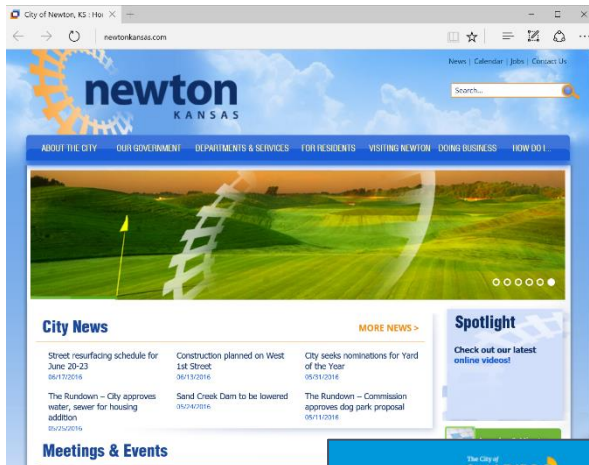 City of Newton, KS : Ho
newtonkansas.com
News | Calendar | Jobs | Contact Us
newton
KANSAS
Search...
ABOUT THE CITY OUR GOVERNMENT DEPARTMENTS & SERVICES FOR RESIDENTS VISITING NEWTON DOING BUSINESS HOW DO I...
City News
MORE NEWS >
Spotlight
Street resurfacing schedule for
June 20-23
06/17/2016
Construction planned on West
1st Street
06/13/2016
City seeks nominations for Yard
of the Year
05/31/2016
Check out our latest
online videos!
The Rundown – City approves
water, sewer for housing
addition
05/25/2016
Sand Creek Dam to be lowered
05/24/2016
The Rundown – Commission
approves dog park proposal
05/11/2016
Meetings & Events
The City of